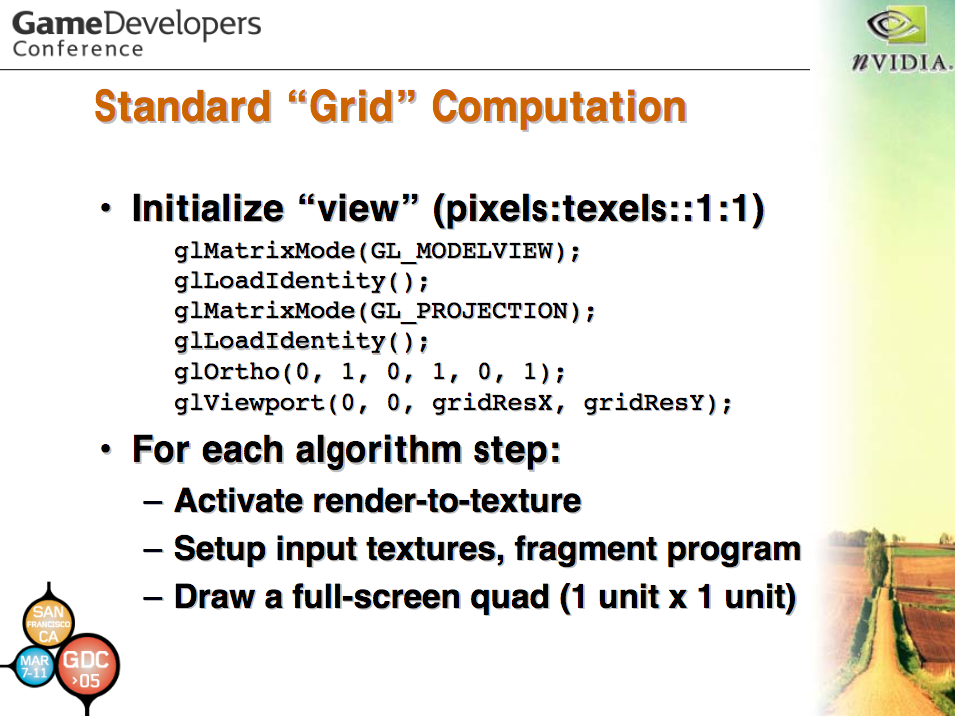 GameDevelopers
Conference
nVIDIA.
Standard “Grid” Computation
• Initialize “view” (pixels:texels::1:1)
glMatrixMode(GL_MODELVIEW);
glLoadIdentity();
glMatrixMode(GL_PROJECTION);
glLoadIdentity();
glOrtho(0, 1, 0, 1, 0, 1);
glViewport(0, 0, gridResX, gridResY);
• For each algorithm step:
– Activate render-to-texture
– Setup input textures, fragment program
– Draw a full-screen quad (1 unit x 1 unit)
SAN
FRANCISCO
CA
MAR
7-11
GDC
>05